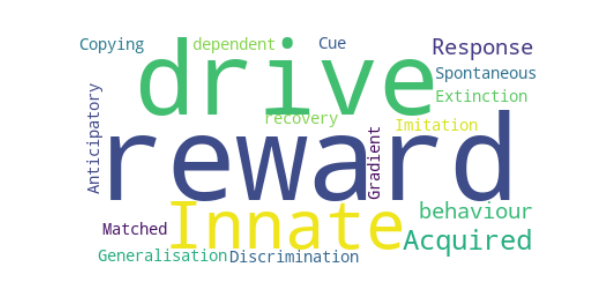 Copying
dependent
Cue
Response
drive
Spontaneous
Extinction
Anticipatory
recovery
Imitation
reward
Gradient
Innate
behaviour
Matched
Acquired
Generalisation
Discrimination